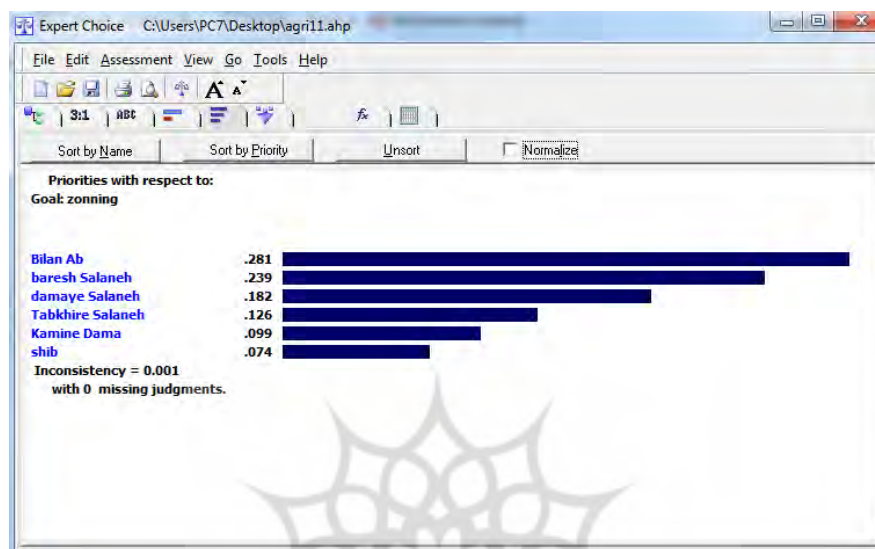 Expert Choice C:\Users\PC7\Desktop\agri11.ahp
File Edit Assessment View Go Tools Help
A A
3:1 ABC fx
Sort by Name Sort by Priority Unsort Normalize
Priorities with respect to:
Goal: zonning
Bilan Ab .281
baresh Salaneh .239
damaye Salaneh .182
Tabkhire Salaneh .126
Kamine Dama .099
shib .074
Inconsistency = 0.001
with 0 missing judgments.